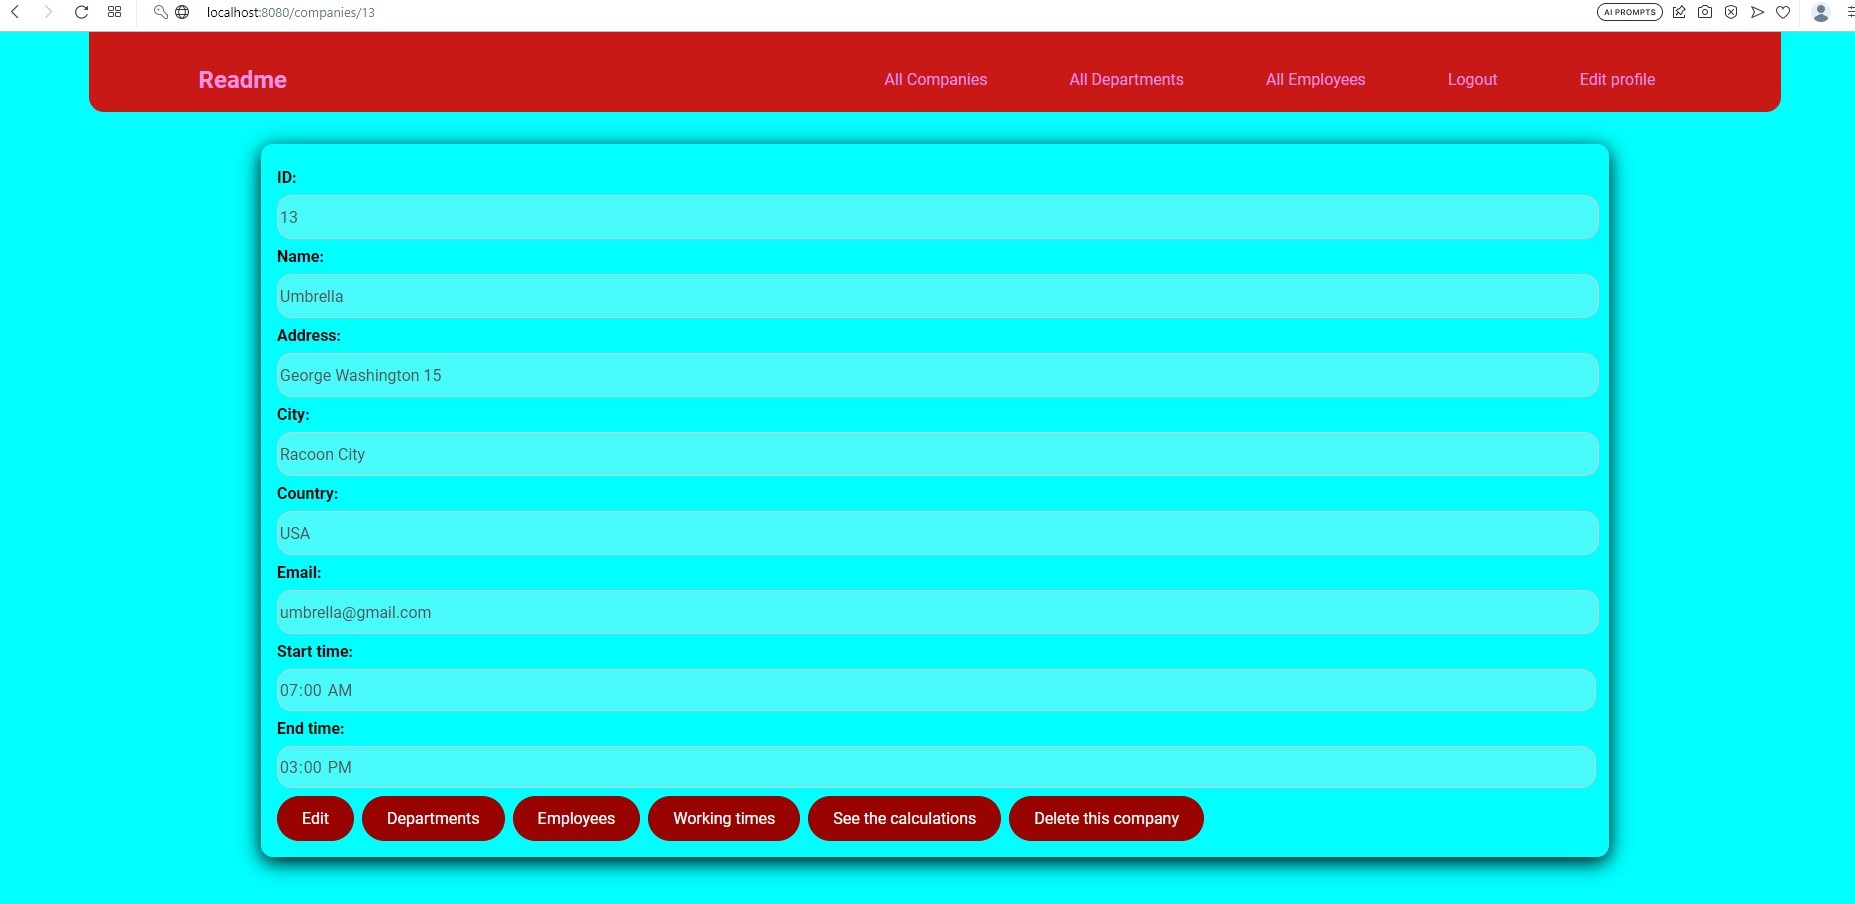 localhost:8080/companies/13
AI PROMPTS
Readme
All Companies
All Departments
All Employees
Logout
Edit profile
ID:
13
Name:
Umbrella
Address:
George Washington 15
City:
Racoon City
Country:
USA
Email:
umbrella@gmail.com
Start time:
07:00 AM
End time:
03:00 PM
Edit
Departments
Employees
Working times
See the calculations
Delete this company